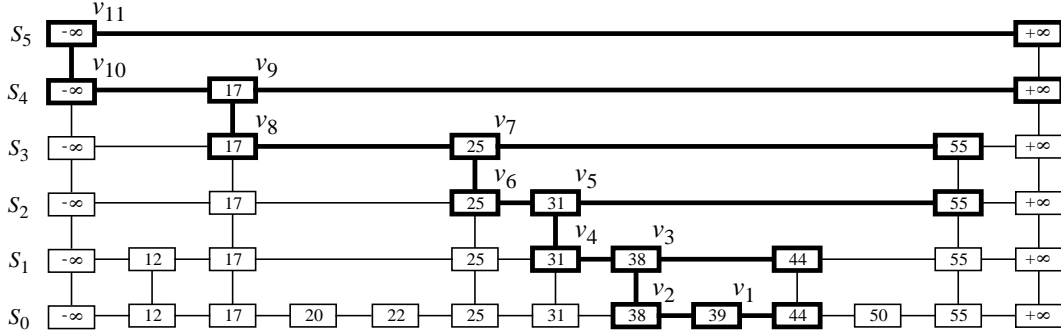 v11
S5 -∞ +∞
v10 v9
S4 -∞ 17 +∞
v8 v7
S3 -∞ 17 25 55 +∞
v6 v5
S2 -∞ 17 25 31 55 +∞
v4 v3
S1 -∞ 12 17 25 31 38 44 55 +∞
v2 v1
S0 -∞ 12 17 20 22 25 31 38 39 44 50 55 +∞